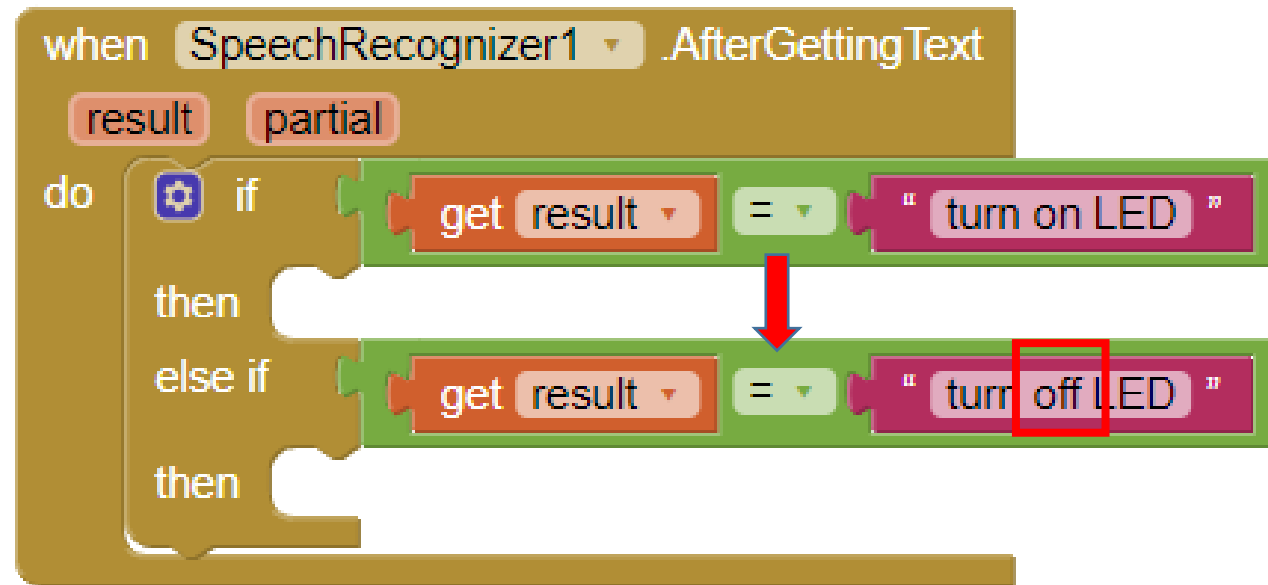 when SpeechRecognizer1 .AfterGettingText
result partial
do if get result = “ turn on LED ”
then
else if get result = “ turn off LED ”
then